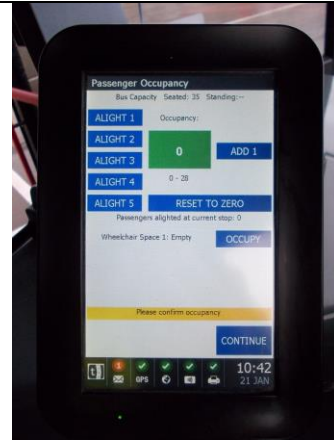 Passenger Occupancy
Bus Capacity Seated: 35 Standing:--
ALIGHT 1
Occupancy:
ALIGHT 2
0
ADD 1
ALIGHT 3
ALIGHT 4
0 - 28
ALIGHT 5
RESET TO ZERO
Passengers alighted at current stop: 0
Wheelchair Space 1: Empty
OCCUPY
Please confirm occupancy
CONTINUE
t
1
GPS
10:42
21 JAN